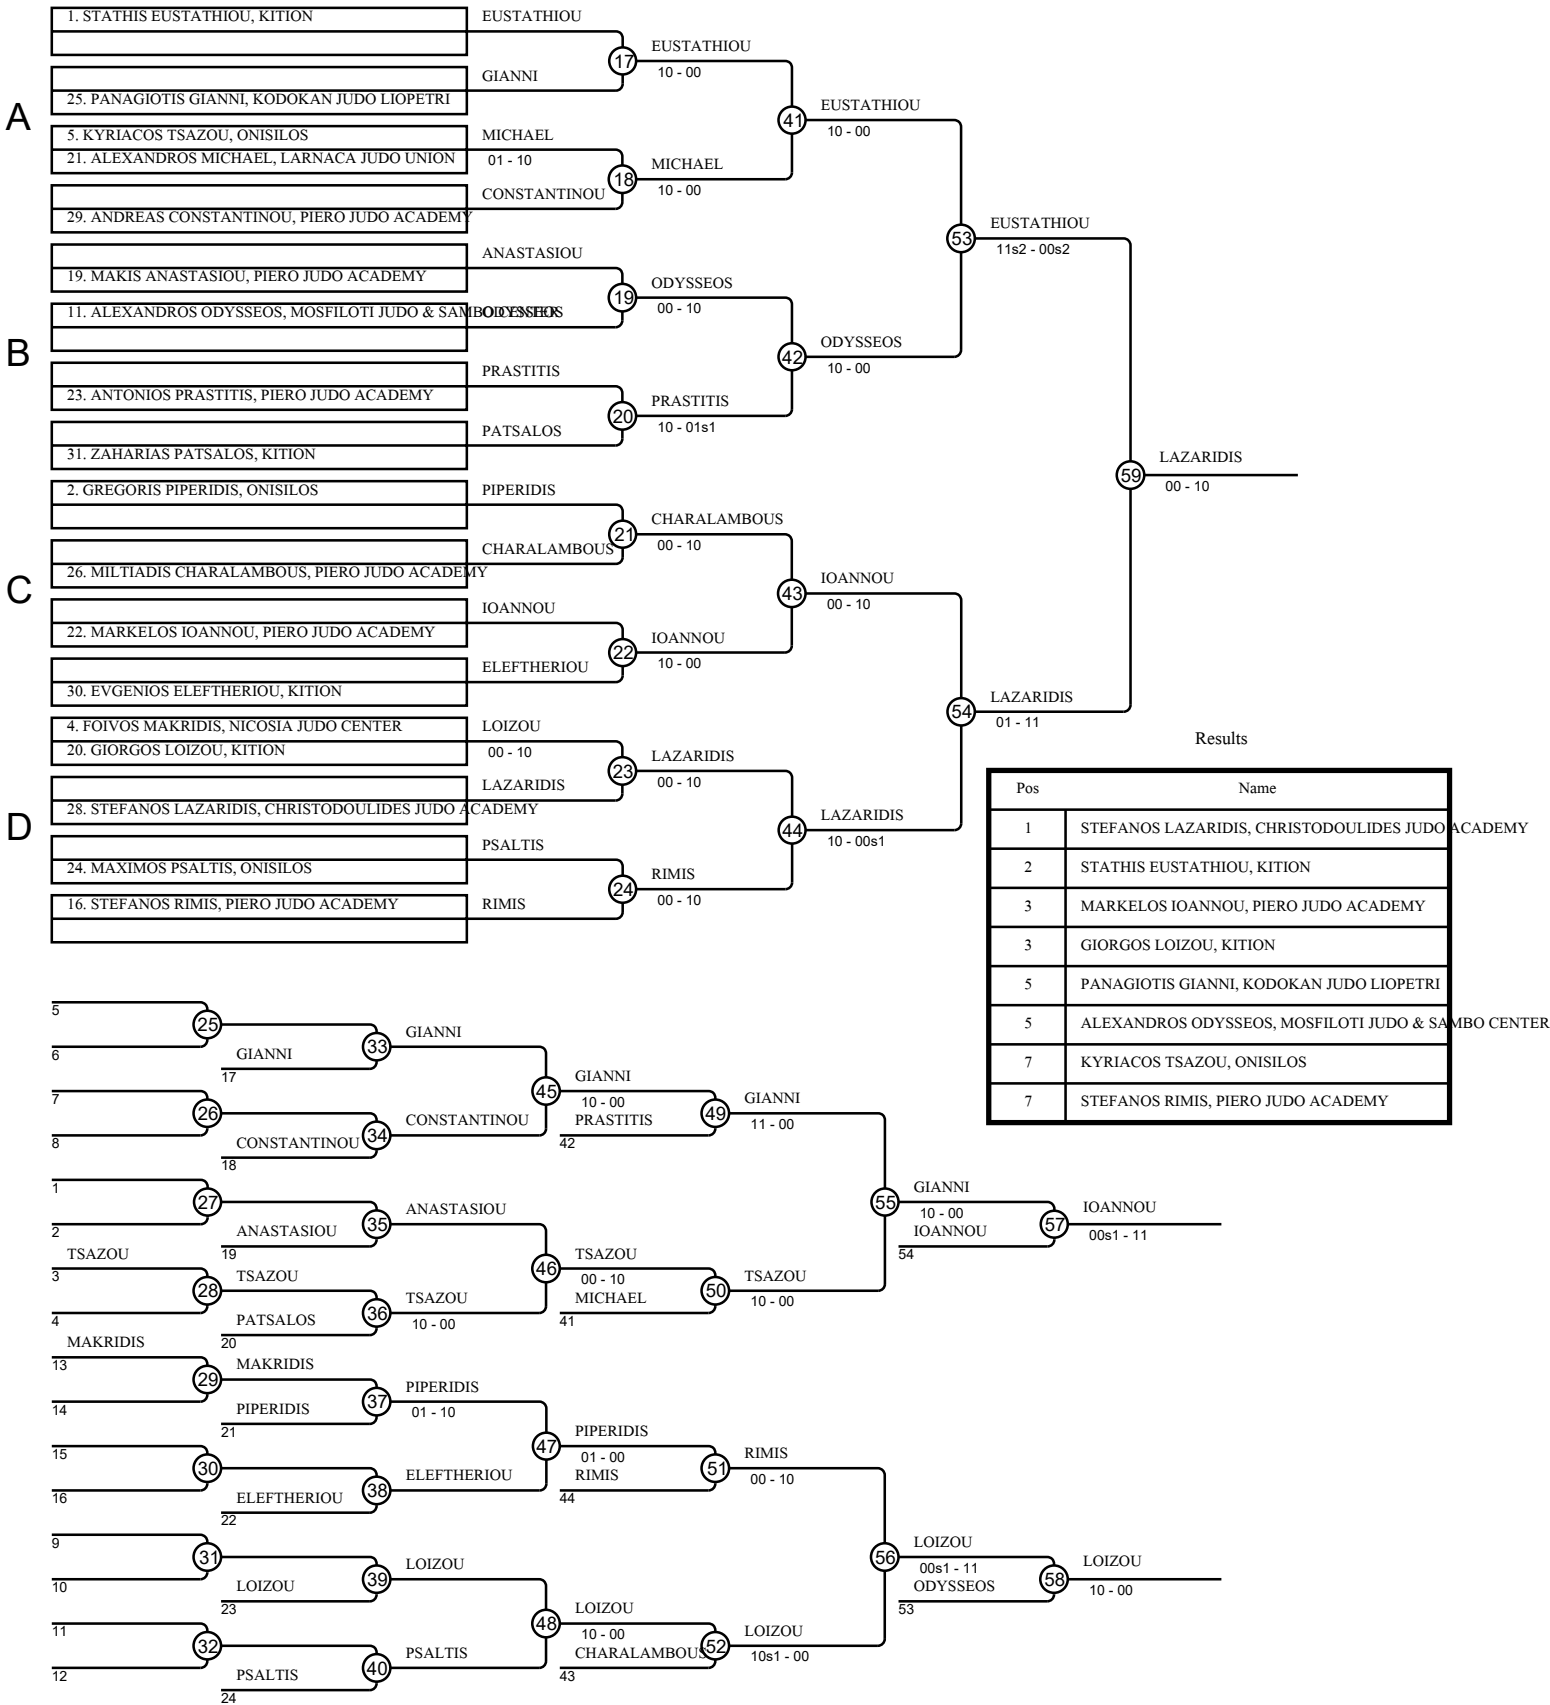 1. STATHIS EUSTATHIOU, KITION
EUSTATHIOU
17
EUSTATHIOU
10 - 00
GIANNI
25. PANAGIOTIS GIANNI, KODOKAN JUDO LIOPETRI
A
41
EUSTATHIOU
10 - 00
5. KYRIACOS TSAZOU, ONISILOS
21. ALEXANDROS MICHAEL, LARNACA JUDO UNION
MICHAEL
01 - 10
18
MICHAEL
10 - 00
CONSTANTINOU
29. ANDREAS CONSTANTINOU, PIERO JUDO ACADEMY
53
EUSTATHIOU
11s2 - 00s2
ANASTASIOU
19. MAKIS ANASTASIOU, PIERO JUDO ACADEMY
19
ODYSSEOS
00 - 10
11. ALEXANDROS ODYSSEOS, MOSFILOTI JUDO & SAMBO CENTER
ODYSSEOS
B
42
ODYSSEOS
10 - 00
PRASTITIS
23. ANTONIOS PRASTITIS, PIERO JUDO ACADEMY
20
PRASTITIS
10 - 01s1
PATSALOS
31. ZAHARIAS PATSALOS, KITION
59
LAZARIDIS
00 - 10
2. GREGORIS PIPERIDIS, ONISILOS
PIPERIDIS
21
CHARALAMBOUS
00 - 10
CHARALAMBOUS
26. MILTIADIS CHARALAMBOUS, PIERO JUDO ACADEMY
C
43
IOANNOU
00 - 10
IOANNOU
22. MARKELOS IOANNOU, PIERO JUDO ACADEMY
22
IOANNOU
10 - 00
ELEFTHERIOU
30. EVGENIOS ELEFTHERIOU, KITION
54
LAZARIDIS
01 - 11
4. FOIVOS MAKRIDIS, NICOSIA JUDO CENTER
20. GIORGOS LOIZOU, KITION
LOIZOU
00 - 10
23
LAZARIDIS
00 - 10
LAZARIDIS
28. STEFANOS LAZARIDIS, CHRISTODOULIDES JUDO ACADEMY
D
44
LAZARIDIS
10 - 00s1
PSALTIS
24. MAXIMOS PSALTIS, ONISILOS
24
RIMIS
00 - 10
16. STEFANOS RIMIS, PIERO JUDO ACADEMY
RIMIS
Results
Pos Name
1 STEFANOS LAZARIDIS, CHRISTODOULIDES JUDO ACADEMY
2 STATHIS EUSTATHIOU, KITION
3 MARKELOS IOANNOU, PIERO JUDO ACADEMY
3 GIORGOS LOIZOU, KITION
5 PANAGIOTIS GIANNI, KODOKAN JUDO LIOPETRI
5 ALEXANDROS ODYSSEOS, MOSFILOTI JUDO & SAMBO CENTER
7 KYRIACOS TSAZOU, ONISILOS
7 STEFANOS RIMIS, PIERO JUDO ACADEMY
5
25
6
GIANNI
17
33
GIANNI
7
26
8
CONSTANTINOU
18
34
CONSTANTINOU
45
GIANNI
10 - 00
PRASTITIS
42
49
GIANNI
11 - 00
1
27
2
ANASTASIOU
19
35
ANASTASIOU
TSAZOU
3
28
4
TSAZOU
PATSALOS
20
36
TSAZOU
10 - 00
46
TSAZOU
00 - 10
MICHAEL
41
50
TSAZOU
10 - 00
55
GIANNI
10 - 00
IOANNOU
54
57
IOANNOU
00s1 - 11
MAKRIDIS
13
29
14
MAKRIDIS
PIPERIDIS
21
37
PIPERIDIS
01 - 10
15
30
16
ELEFTHERIOU
22
38
ELEFTHERIOU
47
PIPERIDIS
01 - 00
RIMIS
44
51
RIMIS
00 - 10
9
31
10
LOIZOU
23
39
LOIZOU
11
32
12
PSALTIS
24
40
PSALTIS
48
LOIZOU
10 - 00
CHARALAMBOUS
43
52
LOIZOU
10s1 - 00
56
LOIZOU
00s1 - 11
ODYSSEOS
53
58
LOIZOU
10 - 00